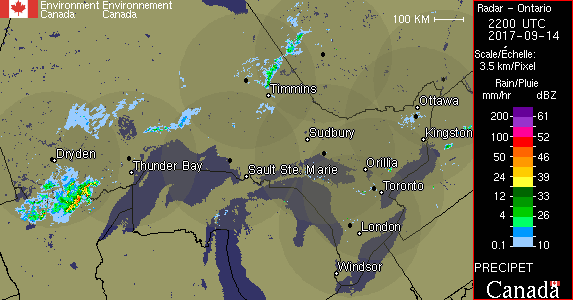 Environment Environnement
Canada Canada
100 KM
Timmins
Ottawa
Sudbury
Kingston
Dryden
Thunder Bay
Sault Ste. Marie
Orillia
Toronto
London
Windsor
Radar - Ontario
2200 UTC
2017-09-14
Scale/Échelle:
3.5 km/Pixel
Rain/Pluie
mm/hr dBZ
200 61
100 52
50 46
24 39
12 33
4 26
0.1 10
PRECIPET
Canada